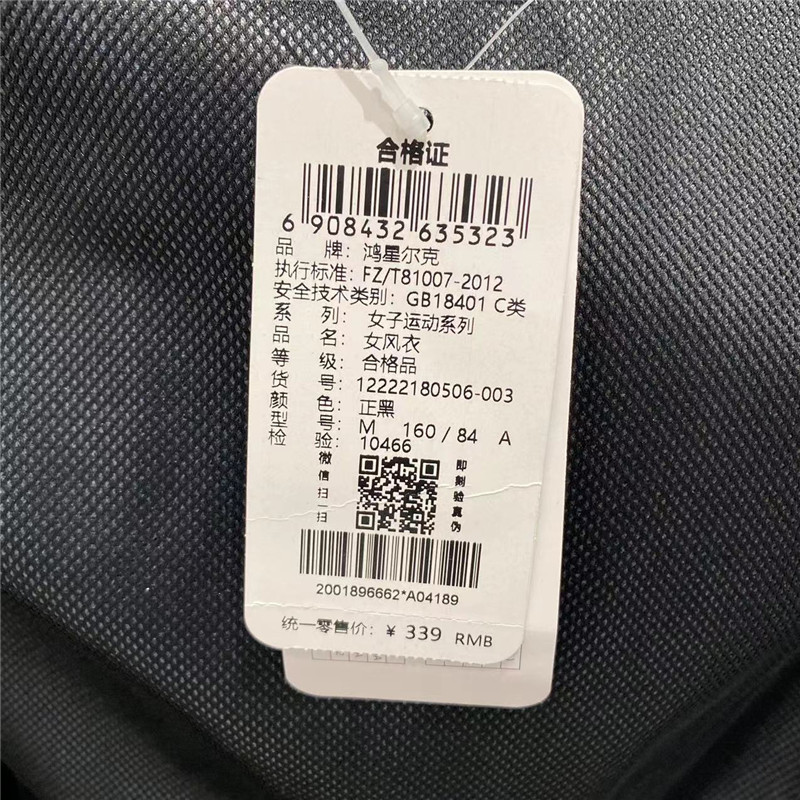 合格证
6 908432 635323
品 牌：鸿星尔克
执行标准：FZ/T81007-2012
安全技术类别：GB18401 C类
系 列：女子运动系列
品 名：女风衣
等 级：合格品
货 号：12222180506-003
颜 色：正黑
型 号：M 160 / 84 A
检 验：10466
微信扫一扫
即刻验真伪
2001896662*A04189
统一零售价：¥ 339 RMB